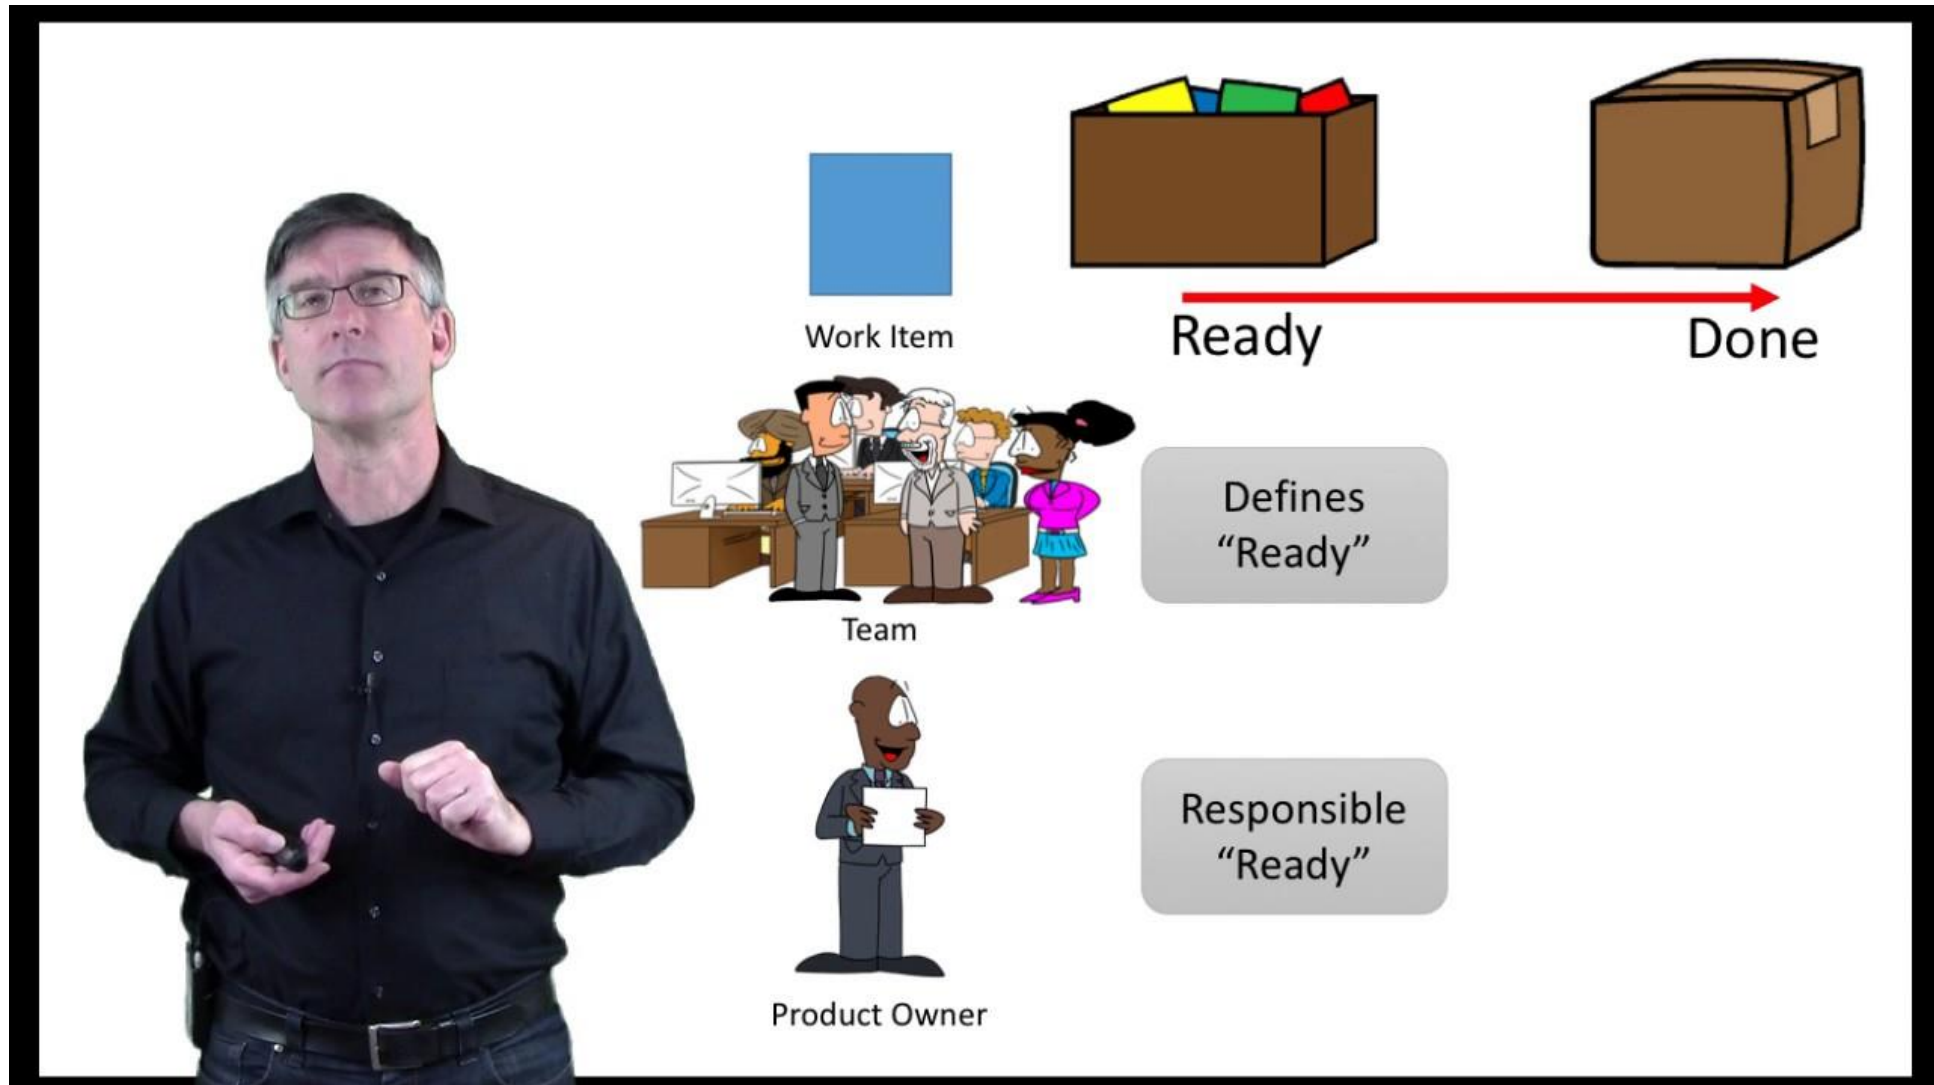 Work Item
Ready
Done
Defines
“Ready”
Team
Responsible
“Ready”
Product Owner